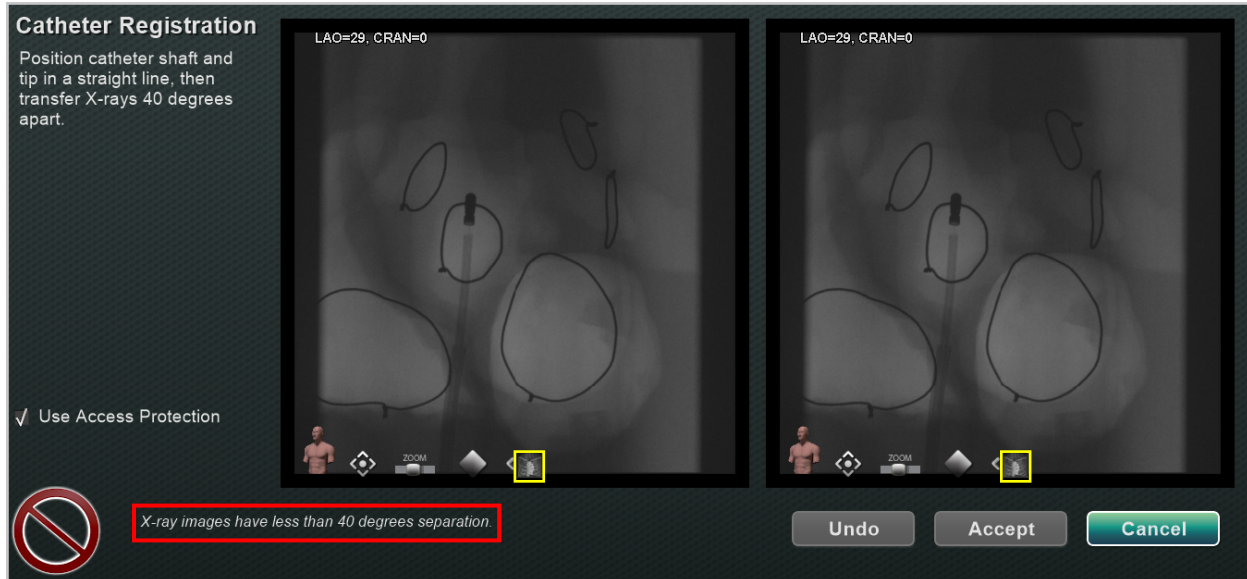 Catheter Registration
Position catheter shaft and
tip in a straight line, then
transfer X-rays 40 degrees
apart.
LAO=29, CRAN=0
LAO=29, CRAN=0
Use Access Protection
ZOOM
ZOOM
X-ray images have less than 40 degrees separation.
Undo
Accept
Cancel